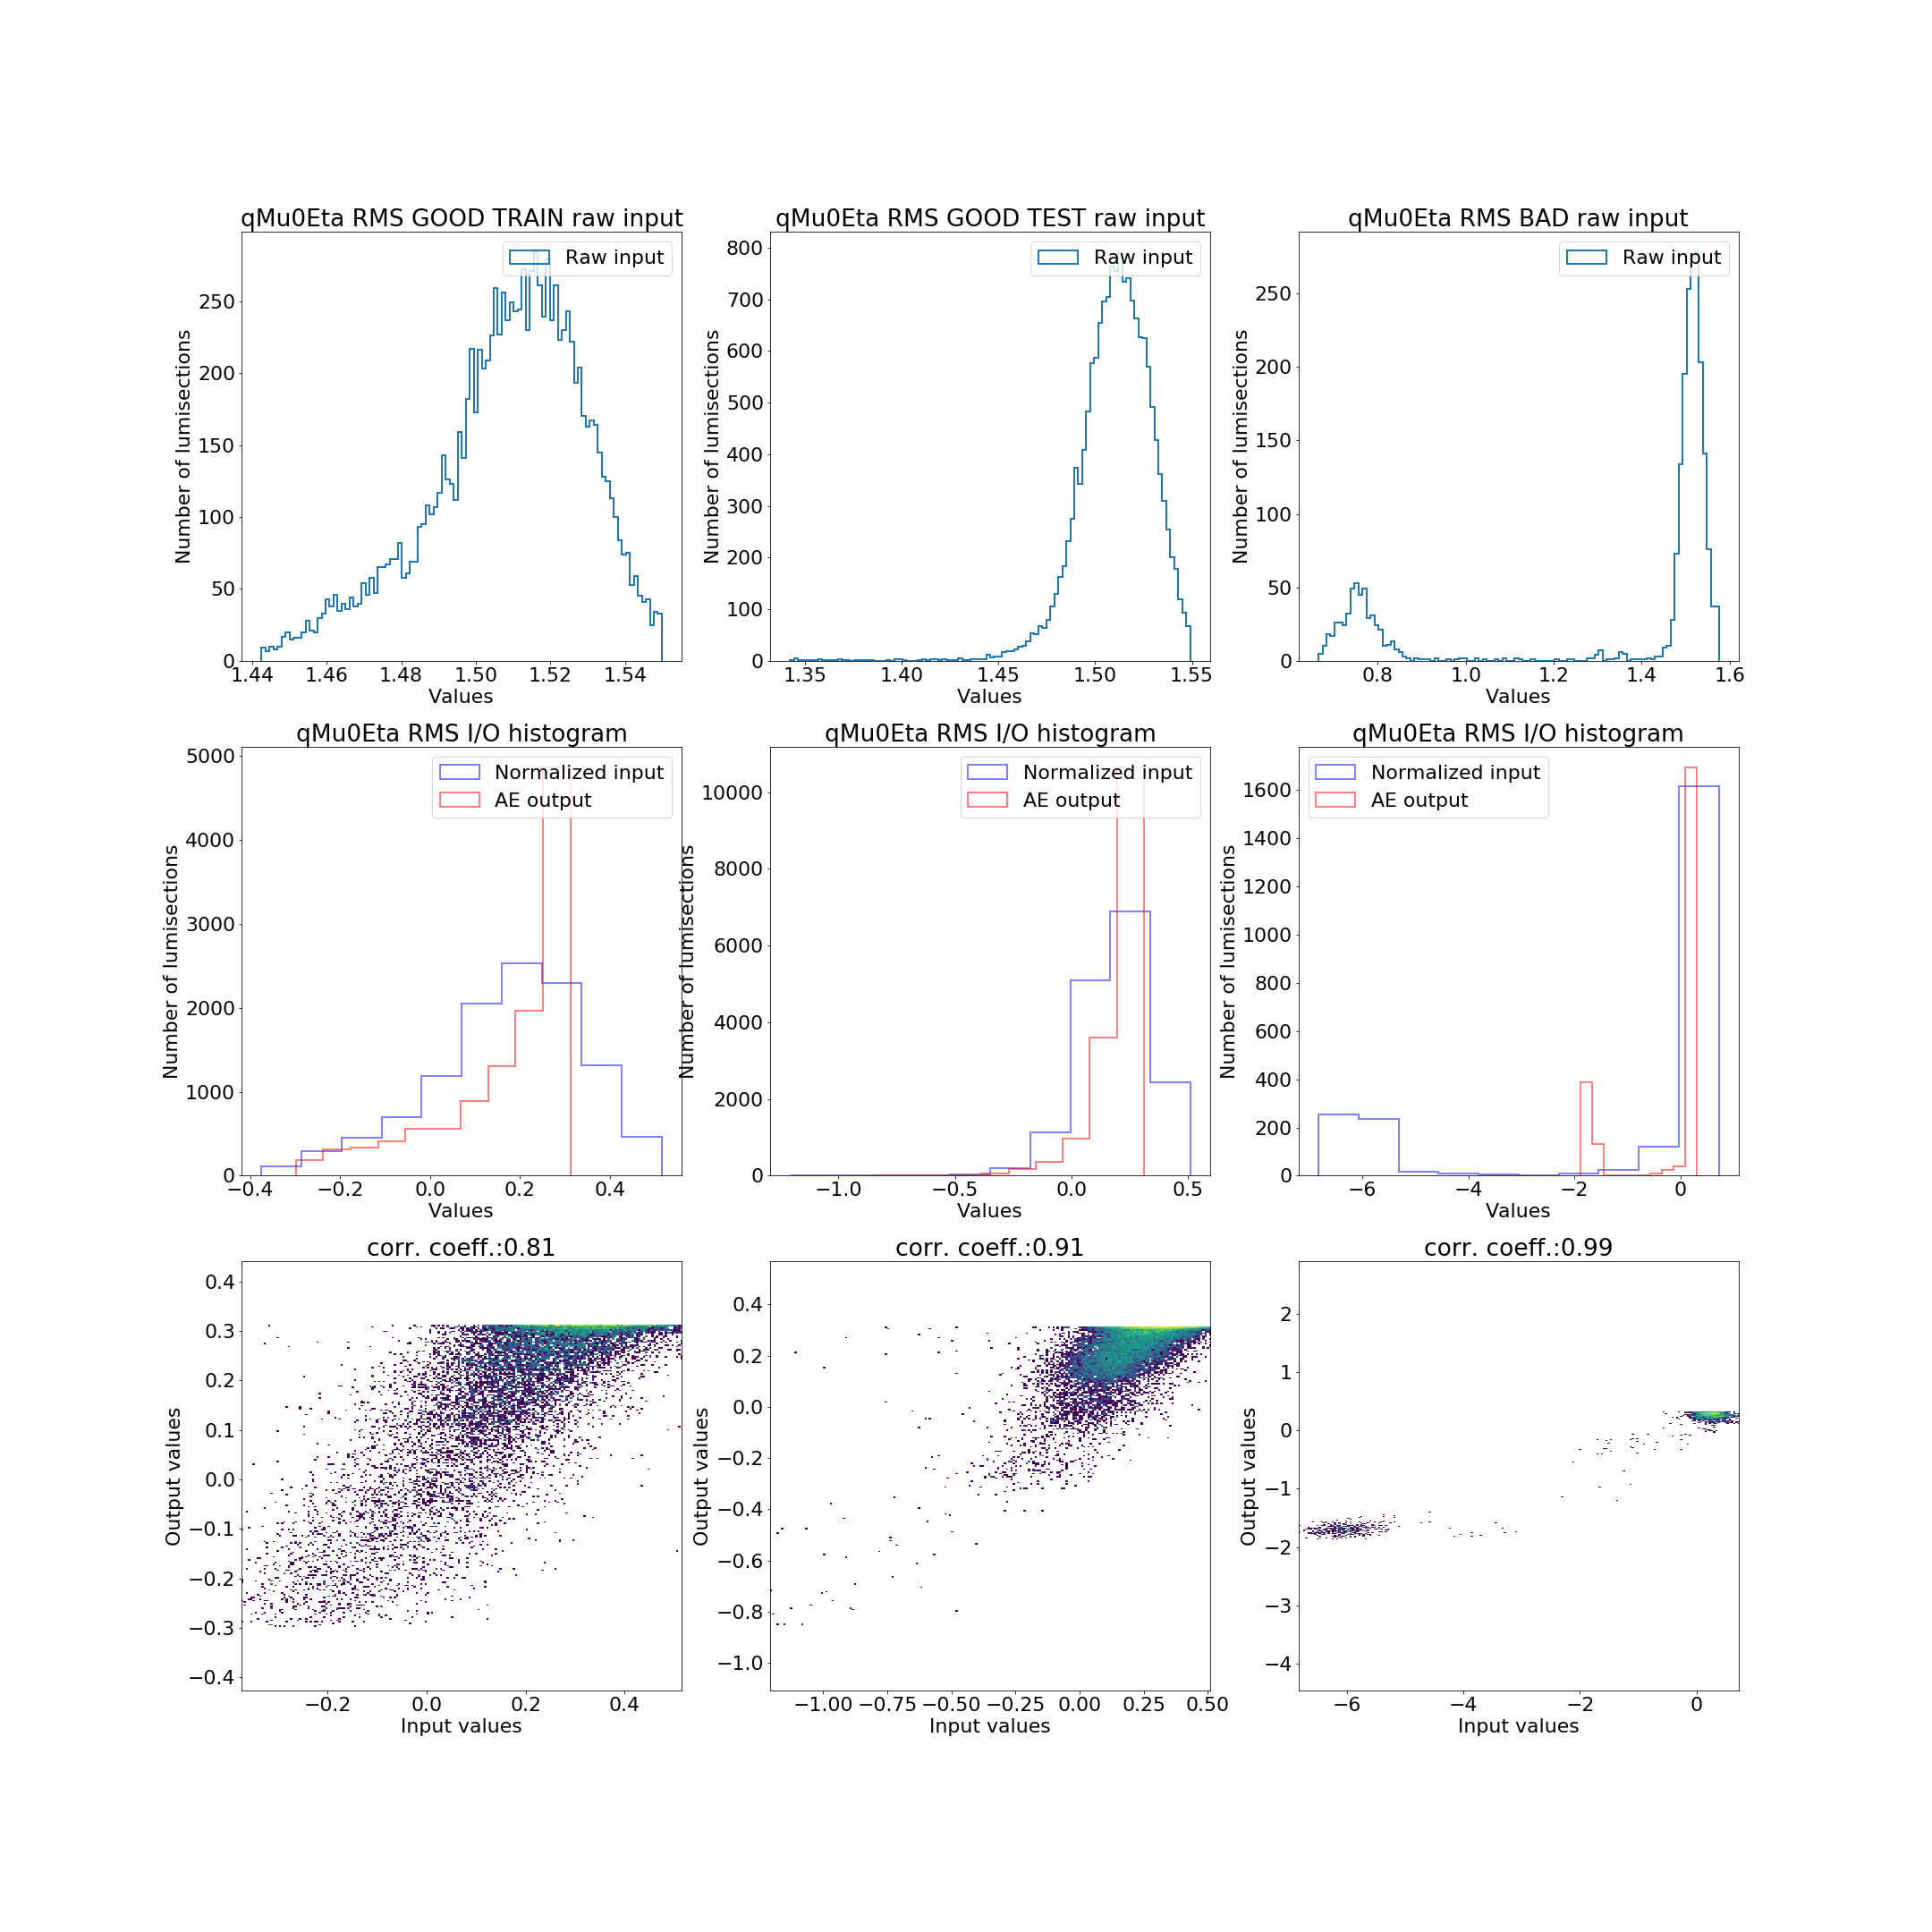 qMu0Eta RMS GOOD TRAIN raw input
Raw input
Number of lumisections
0
50
100
150
200
250
1.44 1.46 1.48 1.50 1.52 1.54
Values
qMu0Eta RMS GOOD TEST raw input
Raw input
Number of lumisections
0
100
200
300
400
500
600
700
800
1.35 1.40 1.45 1.50 1.55
Values
qMu0Eta RMS BAD raw input
Raw input
Number of lumisections
0
50
100
150
200
250
0.8 1.0 1.2 1.4 1.6
Values
qMu0Eta RMS I/O histogram
Normalized input
AE output
Number of lumisections
0
1000
2000
3000
4000
5000
−0.4 −0.2 0.0 0.2 0.4
Values
qMu0Eta RMS I/O histogram
Normalized input
AE output
Number of lumisections
0
2000
4000
6000
8000
10000
−1.0 −0.5 0.0 0.5
Values
qMu0Eta RMS I/O histogram
Normalized input
AE output
Number of lumisections
0
200
400
600
800
1000
1200
1400
1600
−6 −4 −2 0
Values
corr. coeff.:0.81
Output values
0.4
0.3
0.2
0.1
0.0
−0.1
−0.2
−0.3
−0.4
−0.2 0.0 0.2 0.4
Input values
corr. coeff.:0.91
Output values
0.4
0.2
0.0
−0.2
−0.4
−0.6
−0.8
−1.0
−1.00 −0.75 −0.50 −0.25 0.00 0.25 0.50
Input values
corr. coeff.:0.99
Output values
2
1
0
−1
−2
−3
−4
−6 −4 −2 0
Input values